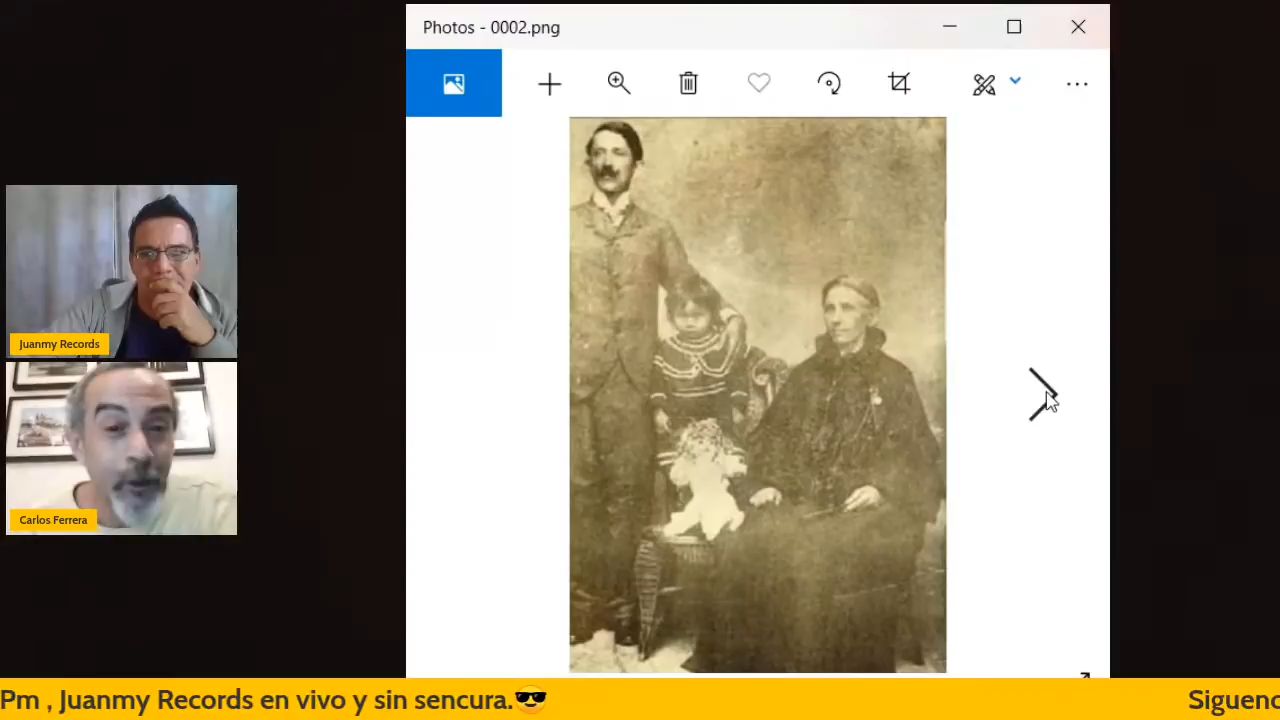 Photos - 0002.png
Juanmy Records
Carlos Ferrera
Pm , Juanmy Records en vivo y sin sencura.😎
Siguenc